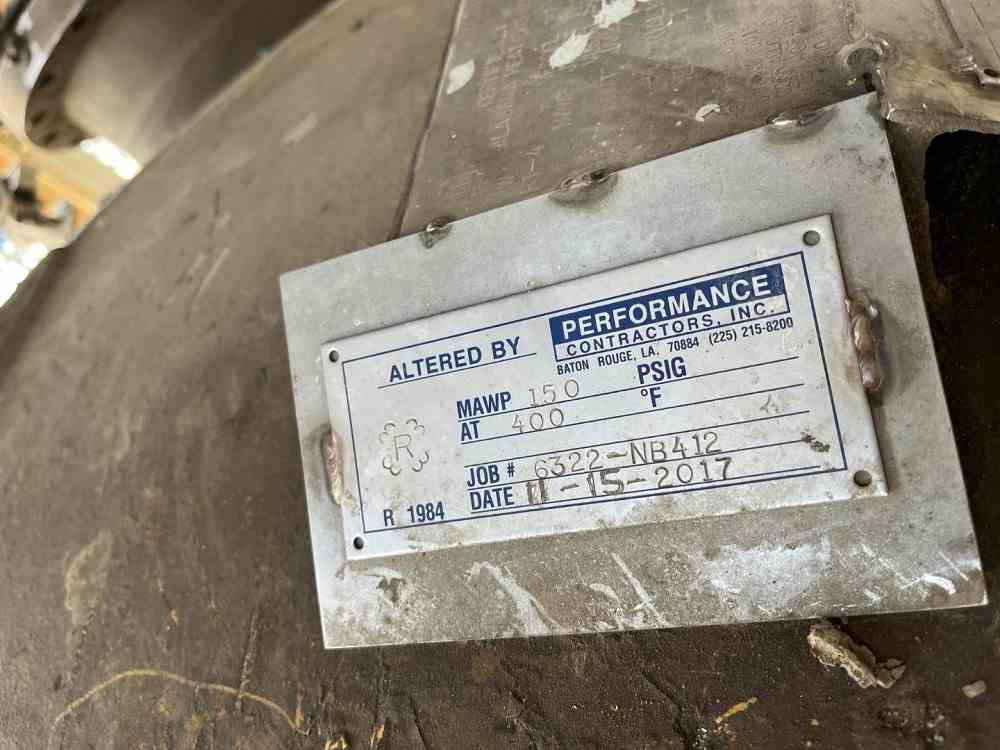 ALTERED BY
PERFORMANCE
CONTRACTORS, INC.
BATON ROUGE, LA. 70884 (225) 215-8200
MAWP 150 PSIG
AT 400 °F
R
JOB # 6322-NB412
DATE 11-15-2017
R 1984